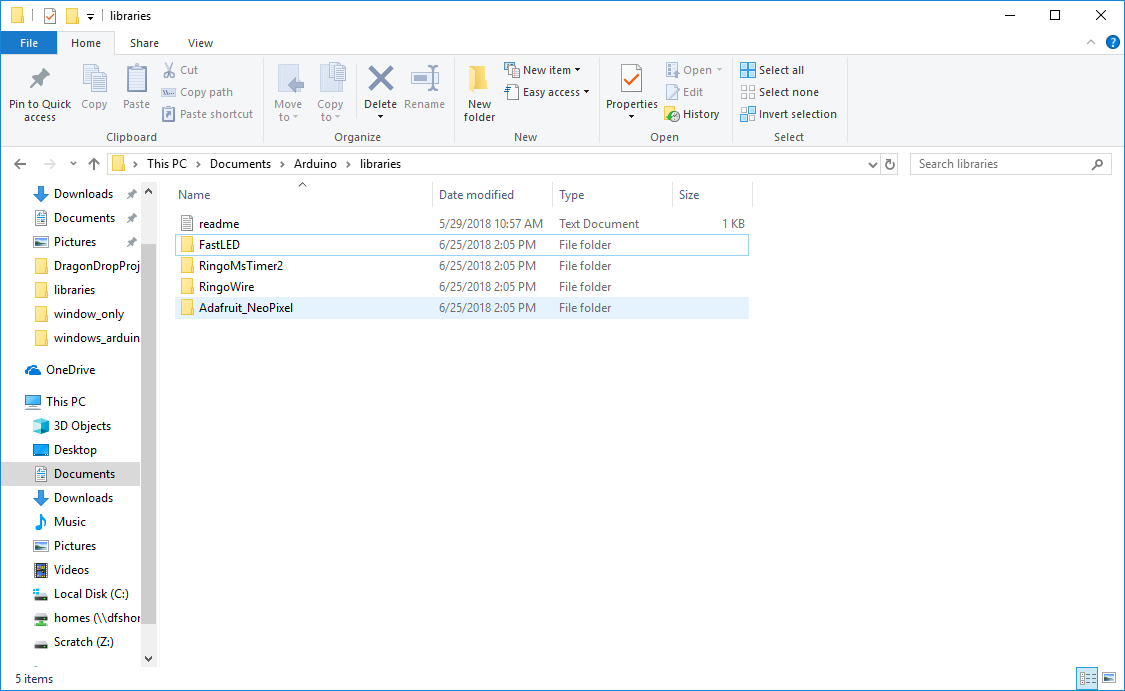 libraries
File Home Share View
Pin to Quick access
Copy
Paste
Cut
Copy path
Paste shortcut
Clipboard
Move to
Copy to
Delete
Rename
Organize
New folder
New item
Easy access
New
Properties
Open
Edit
History
Open
Select all
Select none
Invert selection
Select
This PC > Documents > Arduino > libraries
Search libraries
Downloads
Documents
Pictures
DragonDropProj
libraries
window_only
windows_arduin
OneDrive
This PC
3D Objects
Desktop
Documents
Downloads
Music
Pictures
Videos
Local Disk (C:)
homes (\\dfshor
Scratch (Z:)
Name Date modified Type Size
readme 5/29/2018 10:57 AM Text Document 1 KB
FastLED 6/25/2018 2:05 PM File folder
RingoMsTimer2 6/25/2018 2:05 PM File folder
RingoWire 6/25/2018 2:05 PM File folder
Adafruit_NeoPixel 6/25/2018 2:05 PM File folder
5 items